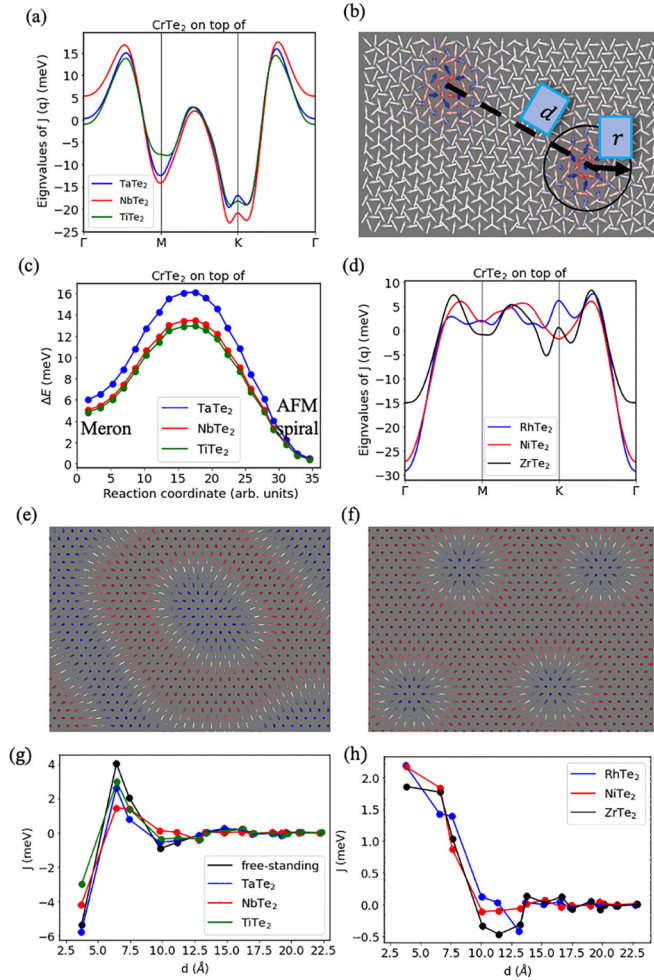 (a)
CrTe₂ on top of
Eignvalues of J (q) (meV)
15
10
5
0
−5
−10
−15
−20
−25
TaTe₂
NbTe₂
TiTe₂
Γ M K Γ
(b)
d
r
(c)
CrTe₂ on top of
ΔE (meV)
16
14
12
10
8
6
4
2
0
Meron
AFM
spiral
TaTe₂
NbTe₂
TiTe₂
0 5 10 15 20 25 30 35
Reaction coordinate (arb. units)
(d)
CrTe₂ on top of
Eignvalues of J (q) (meV)
10
5
0
−5
−10
−15
−20
−25
−30
RhTe₂
NiTe₂
ZrTe₂
Γ M K Γ
(e)
(f)
(g)
J (meV)
4
2
0
−2
−4
−6
free-standing
TaTe₂
NbTe₂
TiTe₂
2.5 5.0 7.5 10.0 12.5 15.0 17.5 20.0 22.5
d (Å)
(h)
J (meV)
2.0
1.5
1.0
0.5
0.0
−0.5
RhTe₂
NiTe₂
ZrTe₂
2.5 5.0 7.5 10.0 12.5 15.0 17.5 20.0 22.5
d (Å)